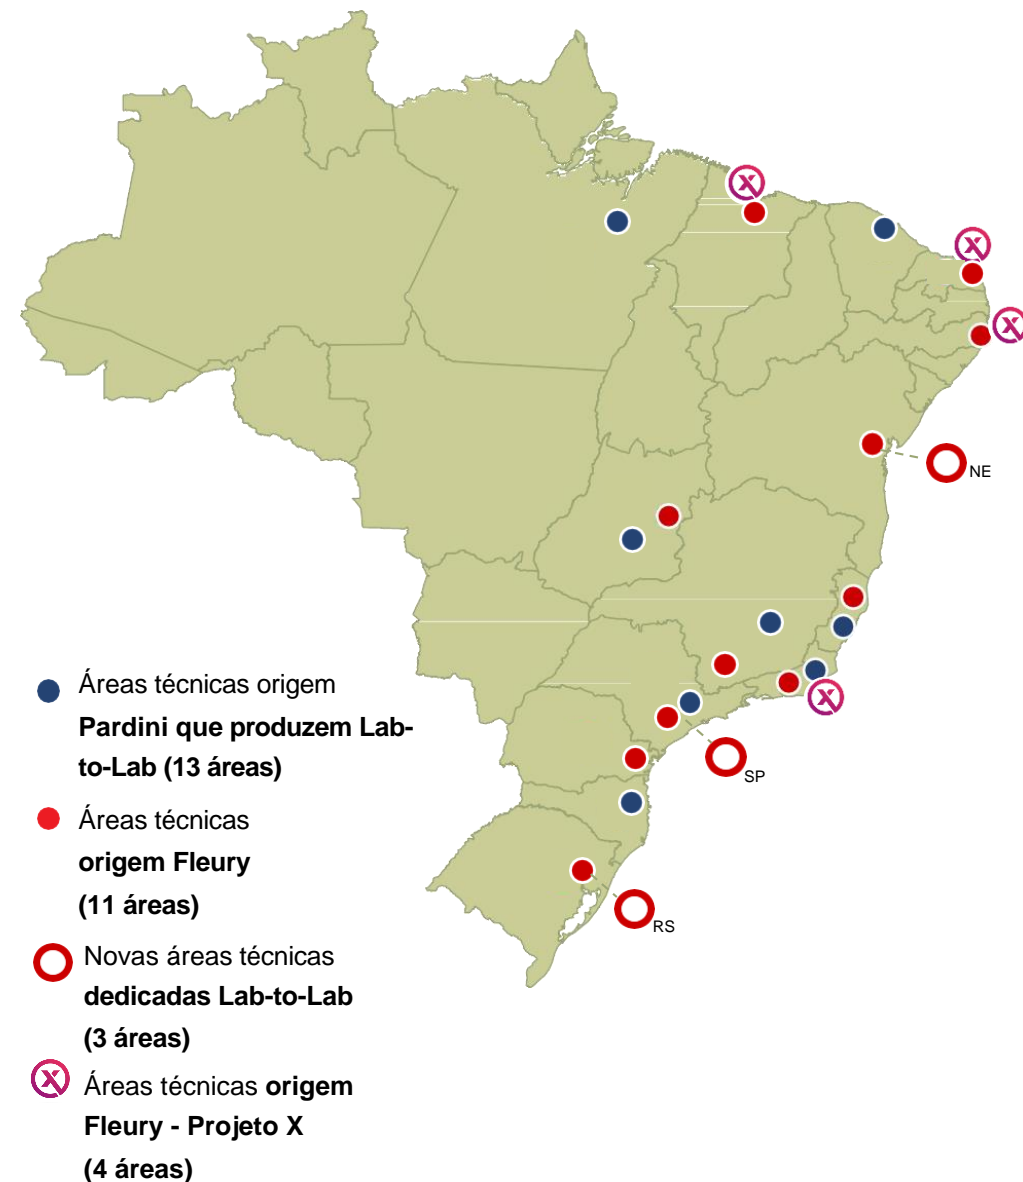 NE
SP
RS
Áreas técnicas origem
Pardini que produzem Lab-
to-Lab (13 áreas)
Áreas técnicas
origem Fleury
(11 áreas)
Novas áreas técnicas
dedicadas Lab-to-Lab
(3 áreas)
Áreas técnicas origem
Fleury - Projeto X
(4 áreas)